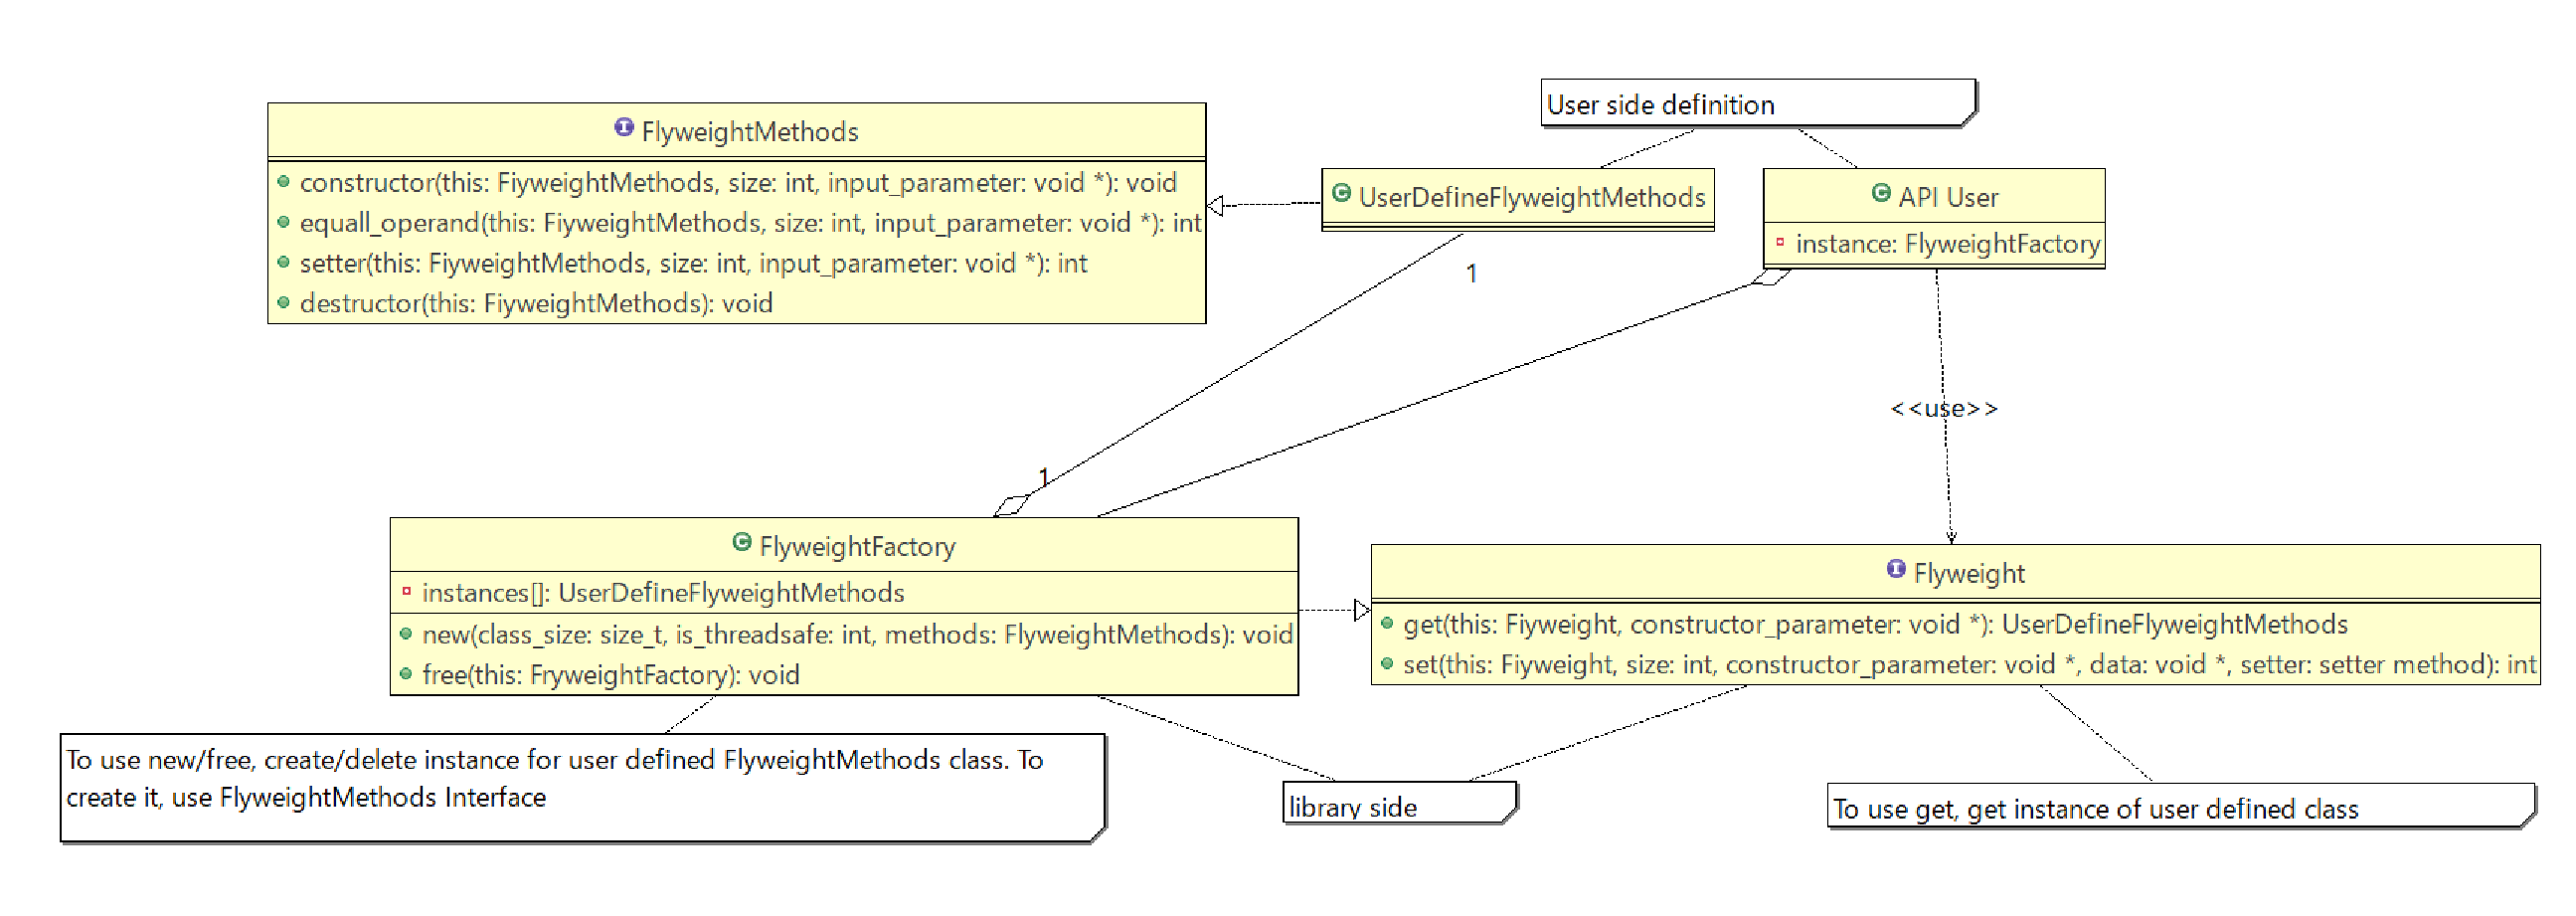 User side definition
I FlyweightMethods
constructor(this: FiyweightMethods, size: int, input_parameter: void *): void
equall_operand(this: FiyweightMethods, size: int, input_parameter: void *): int
setter(this: FiyweightMethods, size: int, input_parameter: void *): int
destructor(this: FiyweightMethods): void
C UserDefineFlyweightMethods
C API User
instance: FlyweightFactory
1
<<use>>
1
C FlyweightFactory
instances[]: UserDefineFlyweightMethods
new(class_size: size_t, is_threadsafe: int, methods: FlyweightMethods): void
free(this: FryweightFactory): void
I Flyweight
get(this: Fiyweight, constructor_parameter: void *): UserDefineFlyweightMethods
set(this: Fiyweight, size: int, constructor_parameter: void *, data: void *, setter: setter method): int
To use new/free, create/delete instance for user defined FlyweightMethods class. To
create it, use FlyweightMethods Interface
library side
To use get, get instance of user defined class